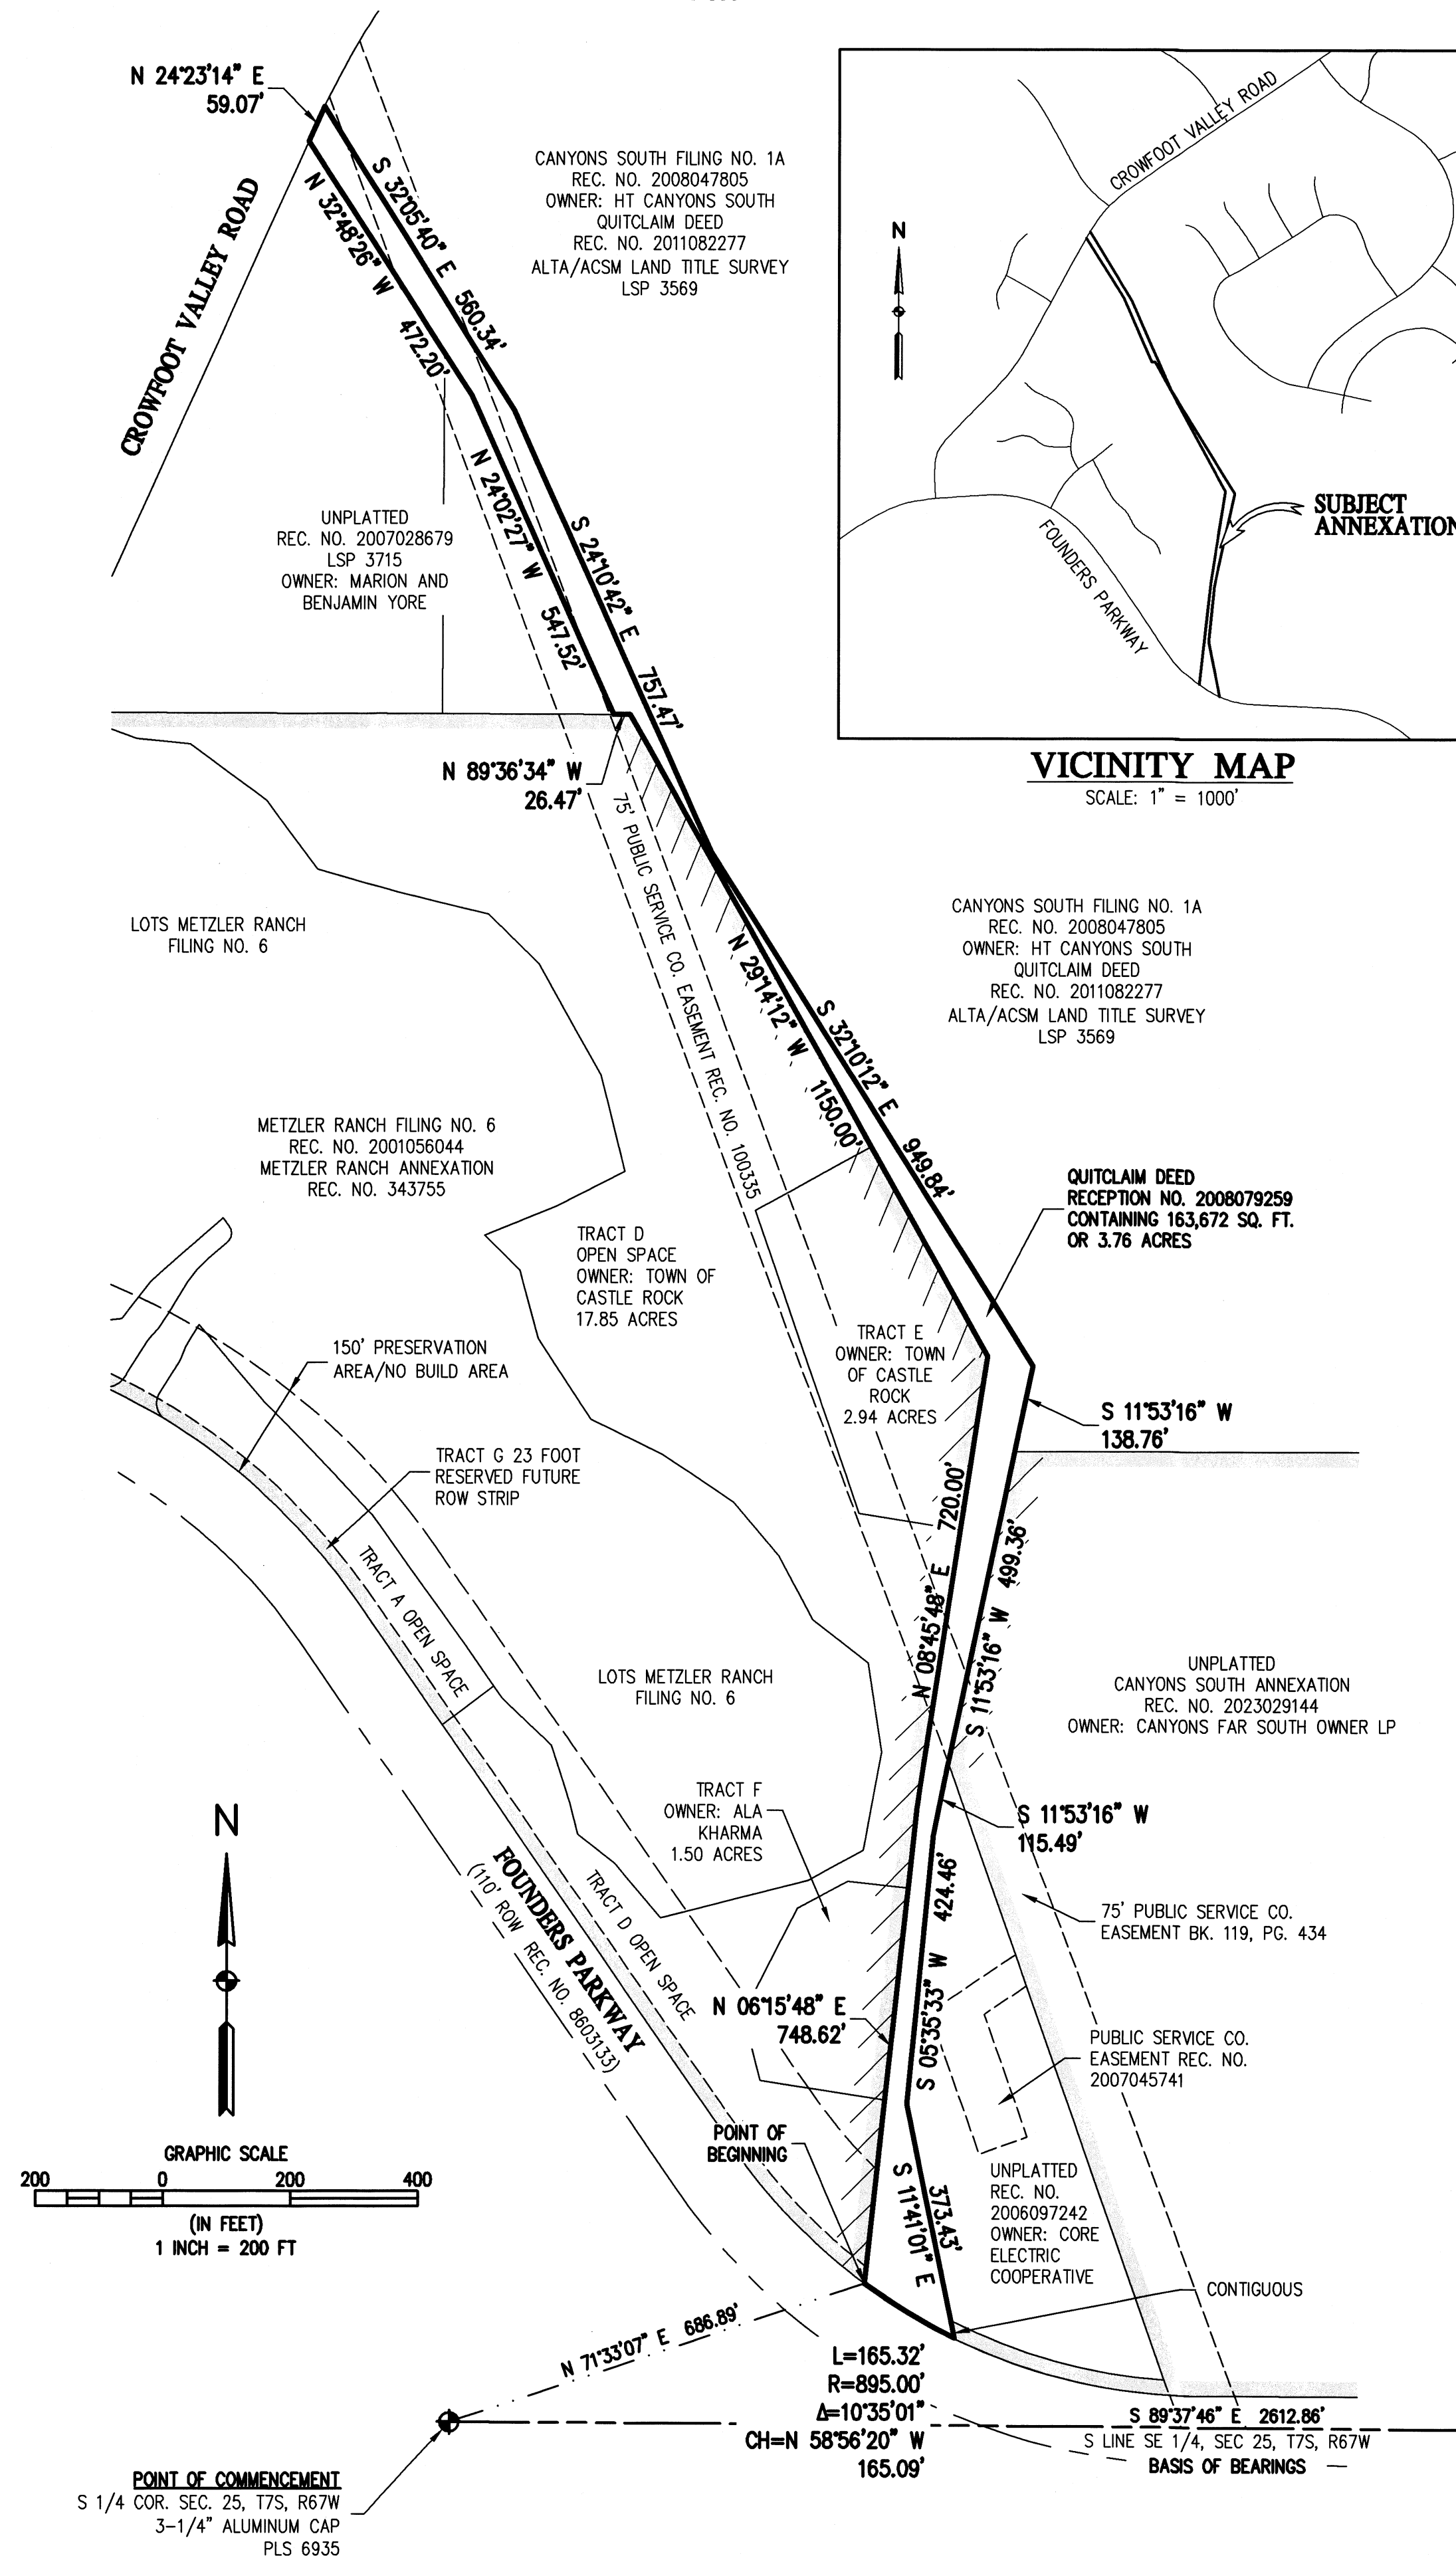 N 24°23'14" E
59.07'
CROWFOOT VALLEY ROAD
N 32°48'26" W 472.20'
S 32°05'40" E 560.34'
CANYONS SOUTH FILING NO. 1A
REC. NO. 2008047805
OWNER: HT CANYONS SOUTH
QUITCLAIM DEED
REC. NO. 2011082277
ALTA/ACSM LAND TITLE SURVEY
LSP 3569
CROWFOOT VALLEY ROAD
N
FOUNDERS PARKWAY
SUBJECT
ANNEXATION
VICINITY MAP
SCALE: 1" = 1000'
UNPLATTED
REC. NO. 2007028679
LSP 3715
OWNER: MARION AND
BENJAMIN YORE
N 24°02'27" W 547.52'
S 24°10'42" E 757.47'
N 89°36'34" W
26.47'
75' PUBLIC SERVICE CO. EASEMENT REC. NO. 100335
LOTS METZLER RANCH
FILING NO. 6
CANYONS SOUTH FILING NO. 1A
REC. NO. 2008047805
OWNER: HT CANYONS SOUTH
QUITCLAIM DEED
REC. NO. 2011082277
ALTA/ACSM LAND TITLE SURVEY
LSP 3569
N 29°14'12" W 1150.00'
S 32°10'12" E 949.84'
METZLER RANCH FILING NO. 6
REC. NO. 2001056044
METZLER RANCH ANNEXATION
REC. NO. 343755
QUITCLAIM DEED
RECEPTION NO. 2008079259
CONTAINING 163,672 SQ. FT.
OR 3.76 ACRES
TRACT D
OPEN SPACE
OWNER: TOWN OF
CASTLE ROCK
17.85 ACRES
150' PRESERVATION
AREA/NO BUILD AREA
TRACT E
OWNER: TOWN
OF CASTLE
ROCK
2.94 ACRES
S 11°53'16" W
138.76'
TRACT G 23 FOOT
RESERVED FUTURE
ROW STRIP
TRACT A OPEN SPACE
N 08°45'48" E 720.00'
S 11°53'16" W 499.36'
LOTS METZLER RANCH
FILING NO. 6
UNPLATTED
CANYONS SOUTH ANNEXATION
REC. NO. 2023029144
OWNER: CANYONS FAR SOUTH OWNER LP
TRACT F
OWNER: ALA
KHARMA
1.50 ACRES
S 11°53'16" W
115.49'
N
FOUNDERS PARKWAY
(110' ROW REC. NO. 8603133)
TRACT D OPEN SPACE
S 05°35'33" W 424.46'
75' PUBLIC SERVICE CO.
EASEMENT BK. 119, PG. 434
N 06°15'48" E
748.62'
PUBLIC SERVICE CO.
EASEMENT REC. NO.
2007045741
POINT OF
BEGINNING
GRAPHIC SCALE
200 0 200 400
(IN FEET)
1 INCH = 200 FT
S 11°41'01" E
373.43'
UNPLATTED
REC. NO.
2006097242
OWNER: CORE
ELECTRIC
COOPERATIVE
CONTIGUOUS
N 71°33'07" E 686.89'
L=165.32'
R=895.00'
Δ=10°35'01"
CH=N 58°56'20" W
165.09'
S 89°37'46" E 2612.86'
S LINE SE 1/4, SEC 25, T7S, R67W
BASIS OF BEARINGS
POINT OF COMMENCEMENT
S 1/4 COR. SEC. 25, T7S, R67W
3-1/4" ALUMINUM CAP
PLS 6935